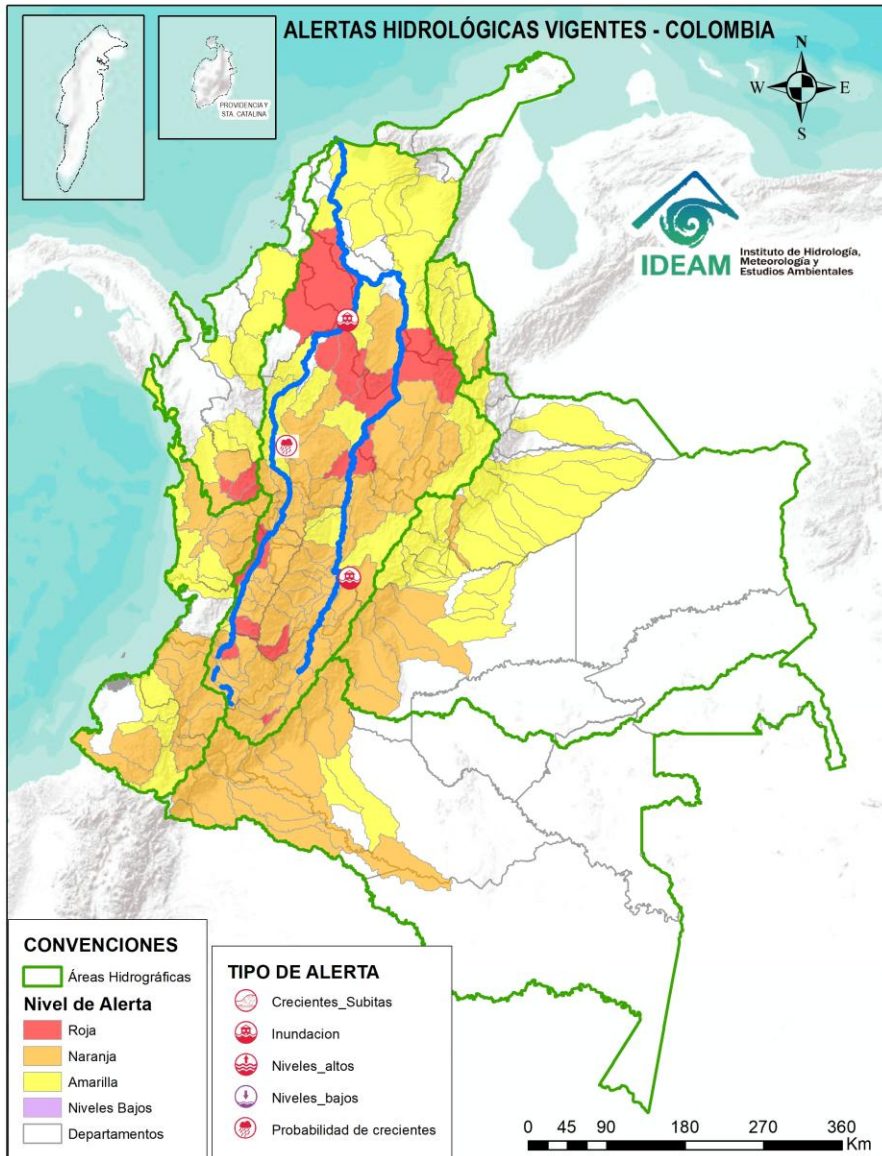 ALERTAS HIDROLÓGICAS VIGENTES - COLOMBIA
PROVIDENCIA Y
STA. CATALINA
N
W
E
S
IDEAM
Instituto de Hidrología,
Meteorología y
Estudios Ambientales
CONVENCIONES
Áreas Hidrográficas
Nivel de Alerta
Roja
Naranja
Amarilla
Niveles Bajos
Departamentos
TIPO DE ALERTA
Crecientes_Subitas
Inundacion
Niveles_altos
Niveles_bajos
Probabilidad de crecientes
0 45 90 180 270 360
Km